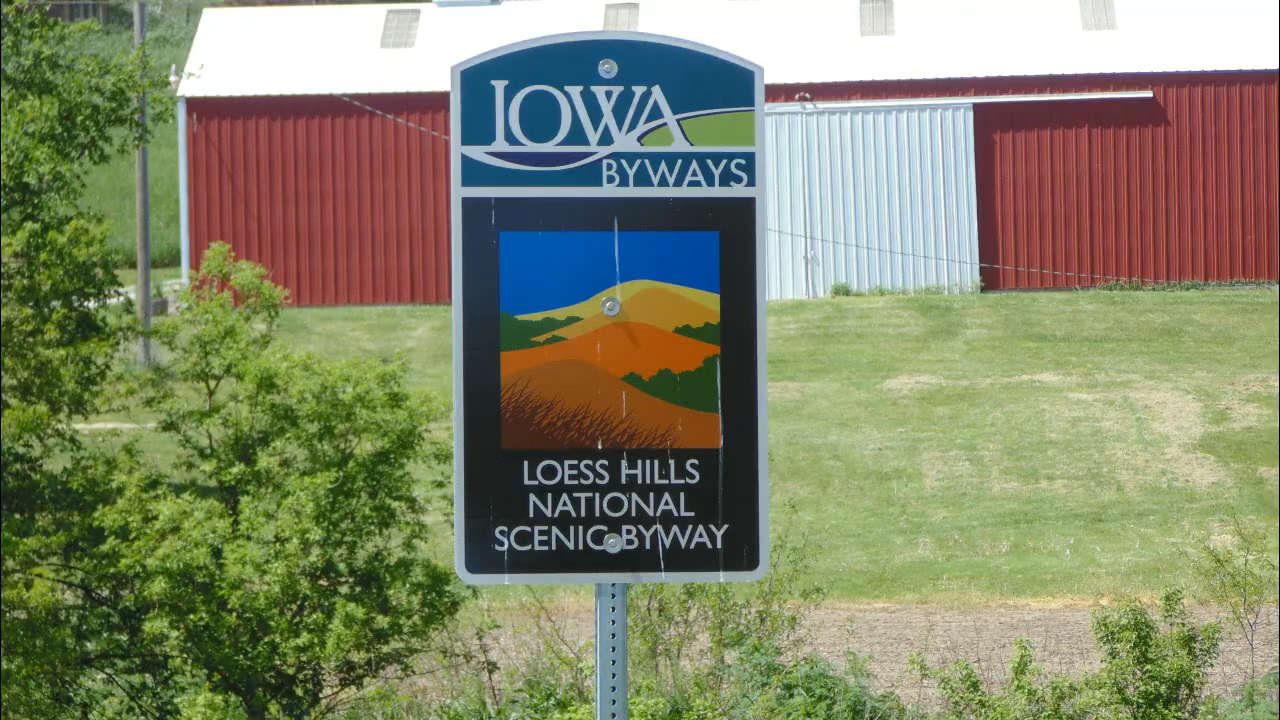 IOWA
BYWAYS
LOESS HILLS
NATIONAL
SCENIC BYWAY